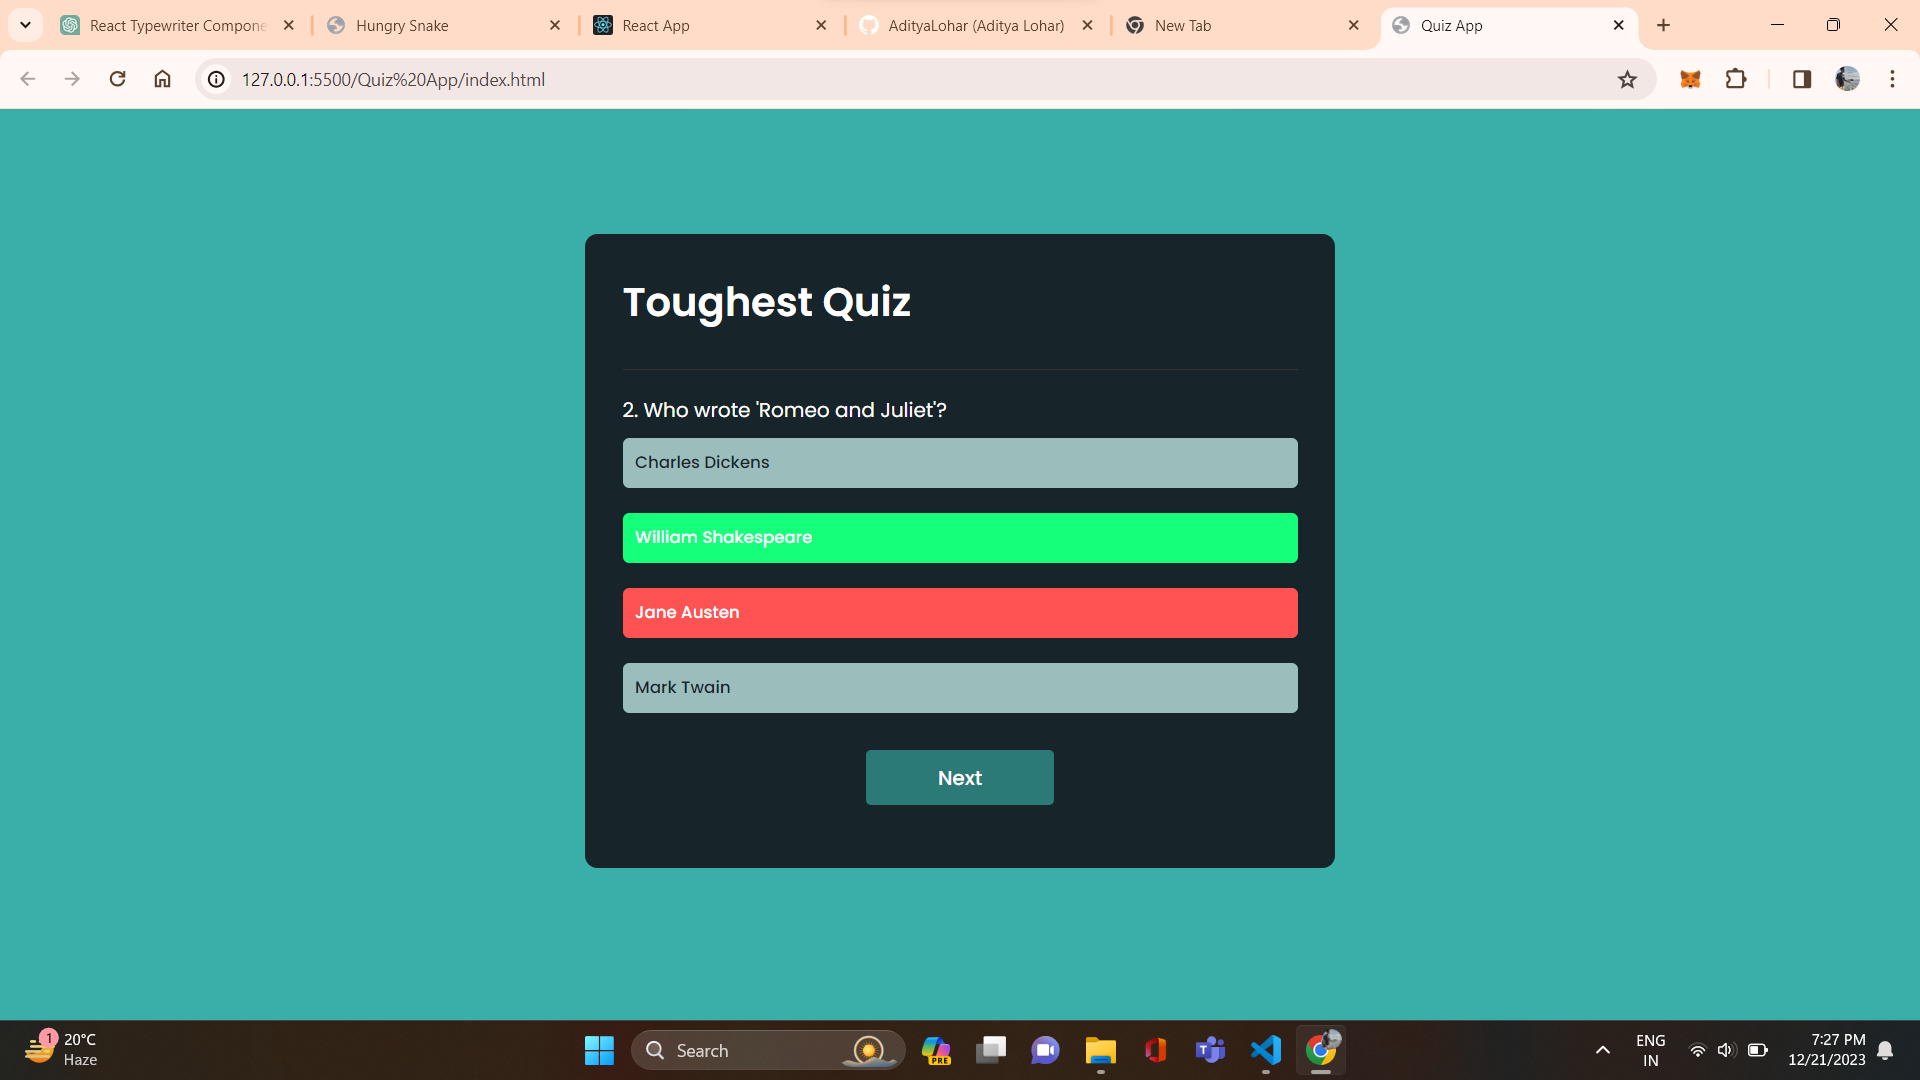 React Typewriter Compone
Hungry Snake
React App
AdityaLohar (Aditya Lohar)
New Tab
Quiz App
127.0.0.1:5500/Quiz%20App/index.html
Toughest Quiz
2. Who wrote 'Romeo and Juliet'?
Charles Dickens
William Shakespeare
Jane Austen
Mark Twain
Next
1
20°C
Haze
Search
PRE
ENG
IN
7:27 PM
12/21/2023